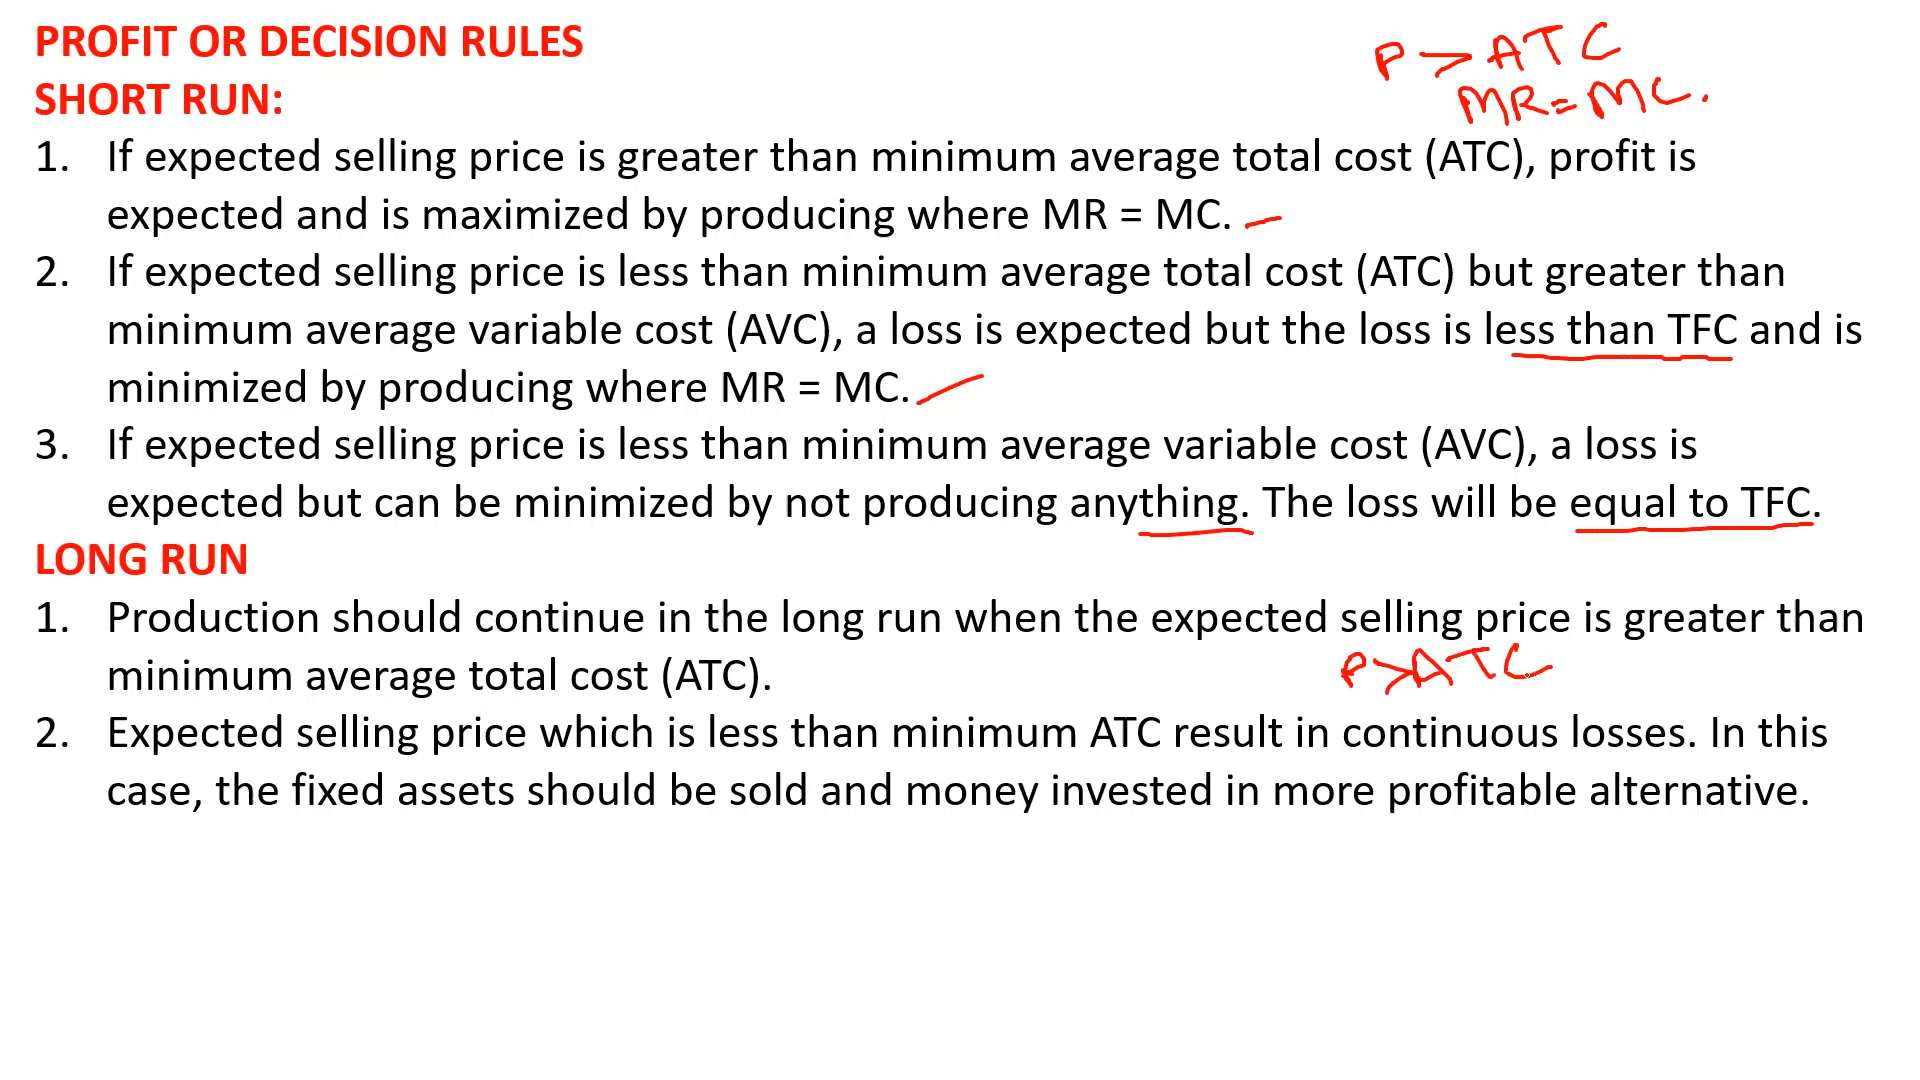 PROFIT OR DECISION RULES
P > ATC
SHORT RUN:
MR = MC.
1. If expected selling price is greater than minimum average total cost (ATC), profit is
expected and is maximized by producing where MR = MC.
2. If expected selling price is less than minimum average total cost (ATC) but greater than
minimum average variable cost (AVC), a loss is expected but the loss is less than TFC and is
minimized by producing where MR = MC.
3. If expected selling price is less than minimum average variable cost (AVC), a loss is
expected but can be minimized by not producing anything. The loss will be equal to TFC.
LONG RUN
1. Production should continue in the long run when the expected selling price is greater than
minimum average total cost (ATC).
P>ATC
2. Expected selling price which is less than minimum ATC result in continuous losses. In this
case, the fixed assets should be sold and money invested in more profitable alternative.